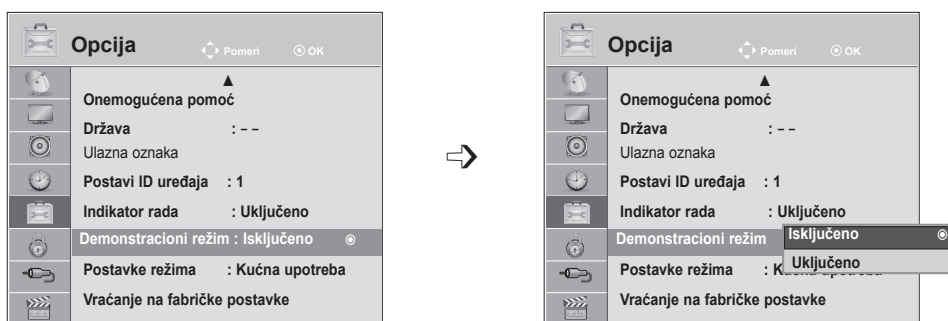 Opcija Pomeri OK
Onemogućena pomoć
Država : – –
Ulazna oznaka
Postavi ID uređaja : 1
Indikator rada : Uključeno
Demonstracioni režim : Isključeno
Postavke režima : Kućna upotreba
Vraćanje na fabričke postavke
Opcija Pomeri OK
Onemogućena pomoć
Država : – –
Ulazna oznaka
Postavi ID uređaja : 1
Indikator rada : Uključeno
Demonstracioni režim Isključeno
Uključeno
Postavke režima : Kućna upotreba
Vraćanje na fabričke postavke